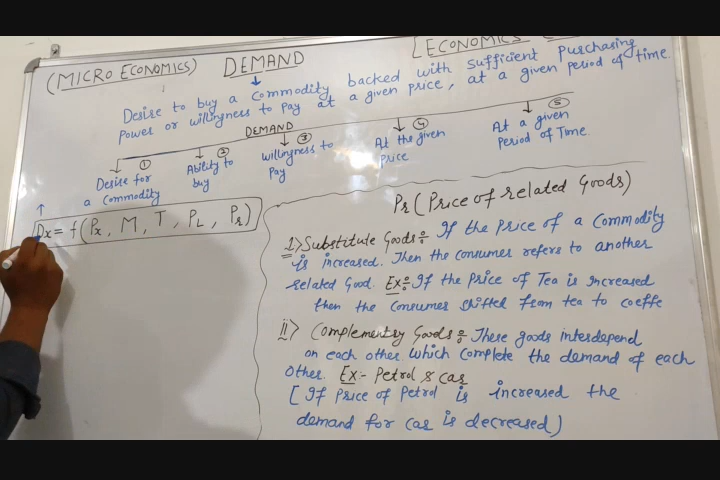 (MICRO ECONOMICS) DEMAND [ECONOMICS
Desire to buy a commodity backed with sufficient purchasing
Power or willingness to pay at a given price, at a given period of time
DEMAND
① Desire for
a commodity
② Ability to
buy
③ Willingness to
Pay
④ At the given
price
⑤ At a given
Period of Time
Dx = f(Px, M, T, PL, Pr)
Pr (Price of related Goods)
I> Substitute Goods: If the price of a Commodity
is increased. Then the consumer refers to another
related Good. Ex: If the price of Tea is increased
then the consumer shifted from tea to coeffe
II> Complementry Goods: These goods interdepend
on each other which complete the demand of each
other. Ex:- Petrol & car
[If Price of Petrol is increased the
demand for car is decreased)